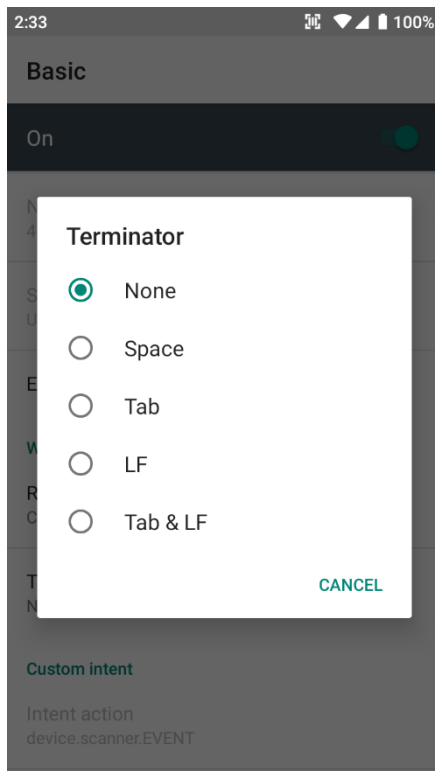 2:33 100%
Basic
On
Terminator
None
Space
Tab
LF
Tab & LF
CANCEL
Custom intent
Intent action
device.scanner.EVENT